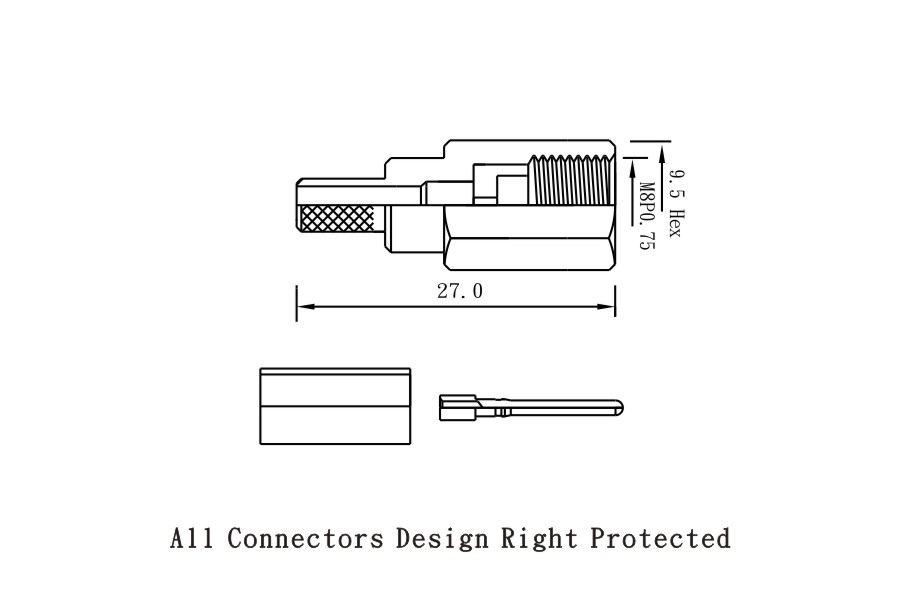 9.5 Hex
M8P0.75
27.0
All Connectors Design Right Protected